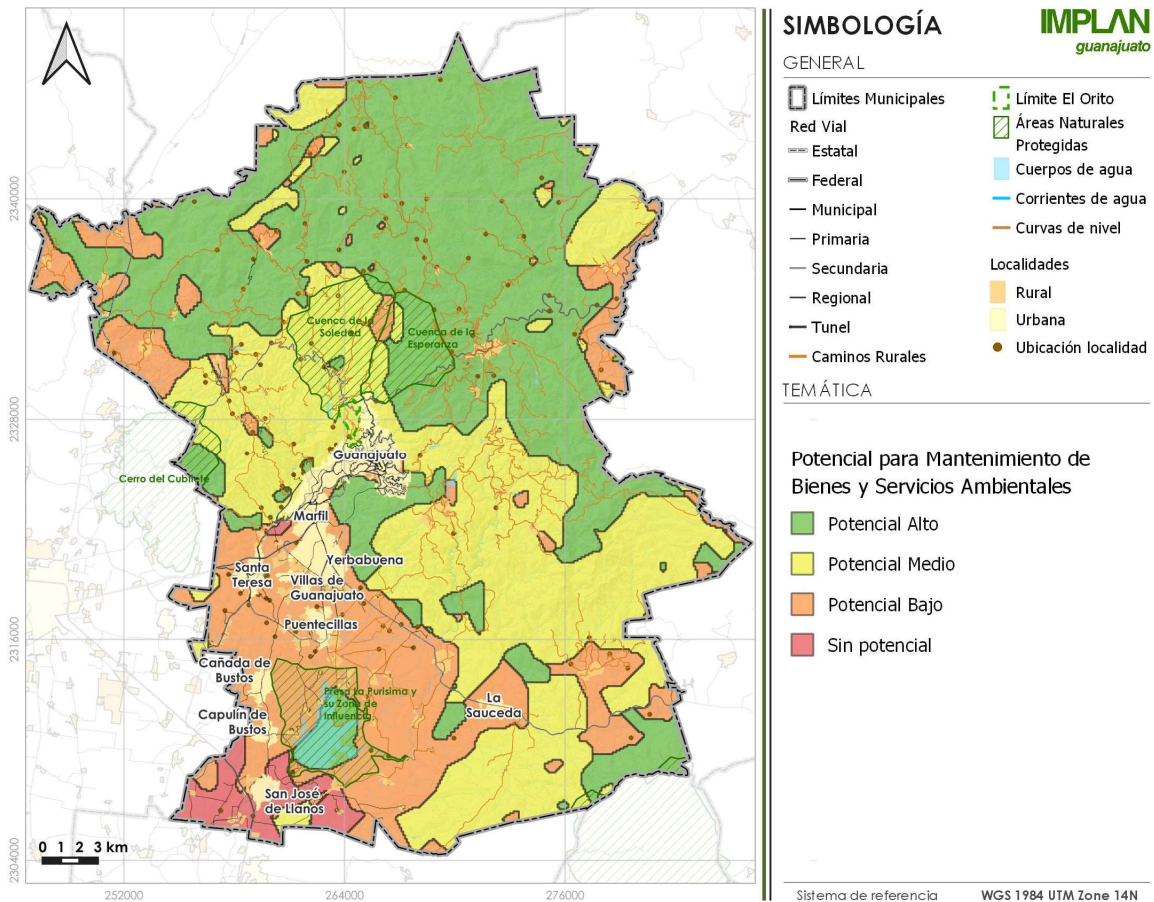 2340000
2328000
2316000
2304000
252000
264000
276000
Cuenca de la
Soledad
Cuenca de la
Esperanza
Guanajuato
Cerro del Cubilete
Marfil
Yerbabuena
Santa
Teresa
Villas de
Guanajuato
Puentecillas
Cañada de
Bustos
Presa La Purisima y
su Zona de
Influencia
La
Sauceda
Capulín de
Bustos
San José
de Llanos
0 1 2 3 km
SIMBOLOGÍA
IMPLAN
guanajuato
GENERAL
Límites Municipales
Red Vial
Estatal
Federal
Municipal
Primaria
Secundaria
Regional
Tunel
Caminos Rurales
Límite El Orito
Áreas Naturales
Protegidas
Cuerpos de agua
Corrientes de agua
Curvas de nivel
Localidades
Rural
Urbana
Ubicación localidad
TEMÁTICA
Potencial para Mantenimiento de
Bienes y Servicios Ambientales
Potencial Alto
Potencial Medio
Potencial Bajo
Sin potencial
Sistema de referencia WGS 1984 UTM Zone 14N